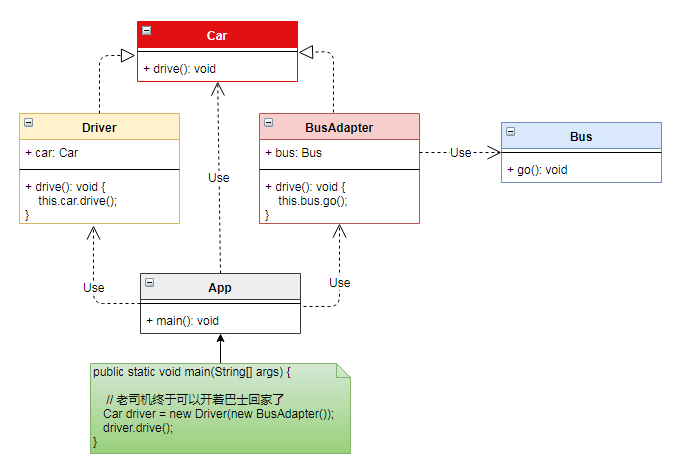 Car
+ drive(): void
Driver
+ car: Car
+ drive(): void {
this.car.drive();
}
BusAdapter
+ bus: Bus
+ drive(): void {
this.bus.go();
}
Use
Bus
+ go(): void
Use
Use
Use
App
+ main(): void
public static void main(String[] args) {
// 老司机终于可以开着巴士回家了
Car driver = new Driver(new BusAdapter());
driver.drive();
}